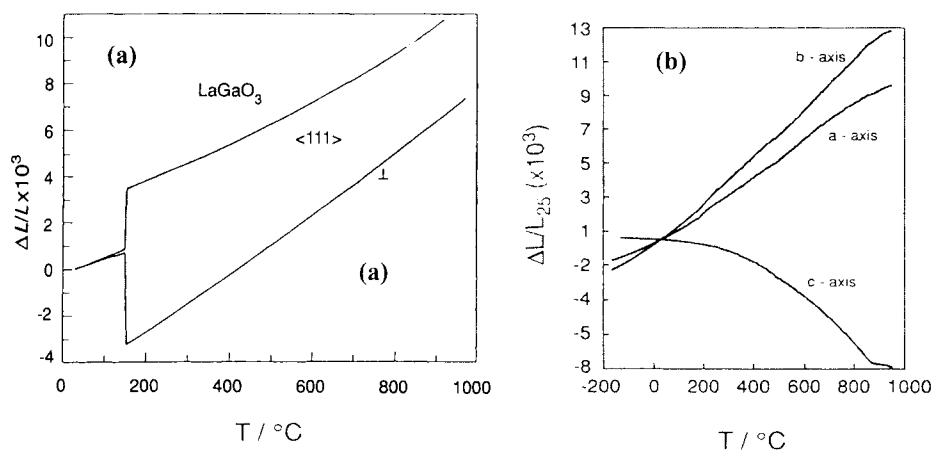 10
8
6
4
2
0
-2
-4
ΔL/L x10³
(a)
LaGaO₃
<111>
⊥
(a)
0 200 400 600 800 1000
T / °C
13
11
9
7
5
3
1
-2
-4
-5
-8
ΔL/L₂₅ (x10³)
(b)
b - axis
a - axis
c - axis
-200 0 200 400 600 800 1000
T / °C